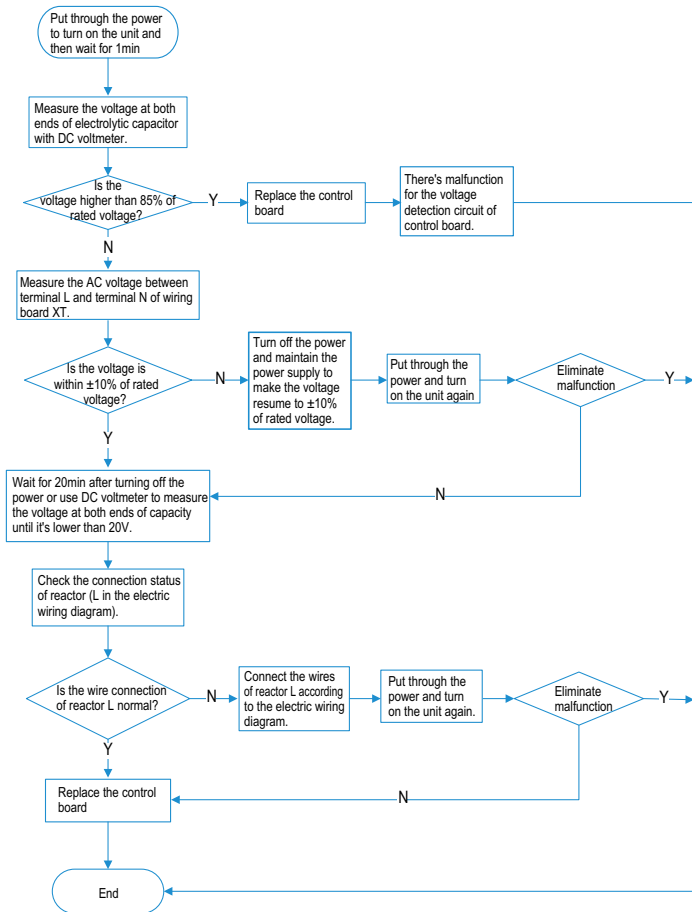 Put through the power
to turn on the unit and
then wait for 1min
Measure the voltage at both
ends of electrolytic capacitor
with DC voltmeter.
Is the
voltage higher than 85% of
rated voltage?
Y
Replace the control
board
There's malfunction
for the voltage
detection circuit of
control board.
N
Measure the AC voltage between
terminal L and terminal N of wiring
board XT.
Is the voltage is
within ±10% of rated
voltage?
N
Turn off the power
and maintain the
power supply to
make the voltage
resume to ±10%
of rated voltage.
Put through the
power and turn
on the unit again
Eliminate
malfunction
Y
Y
N
Wait for 20min after turning off the
power or use DC voltmeter to measure
the voltage at both ends of capacity
until it's lower than 20V.
Check the connection status
of reactor (L in the electric
wiring diagram).
Is the wire connection
of reactor L normal?
N
Connect the wires
of reactor L according
to the electric wiring
diagram.
Put through the
power and turn
on the unit again.
Eliminate
malfunction
Y
Y
N
Replace the control
board
End